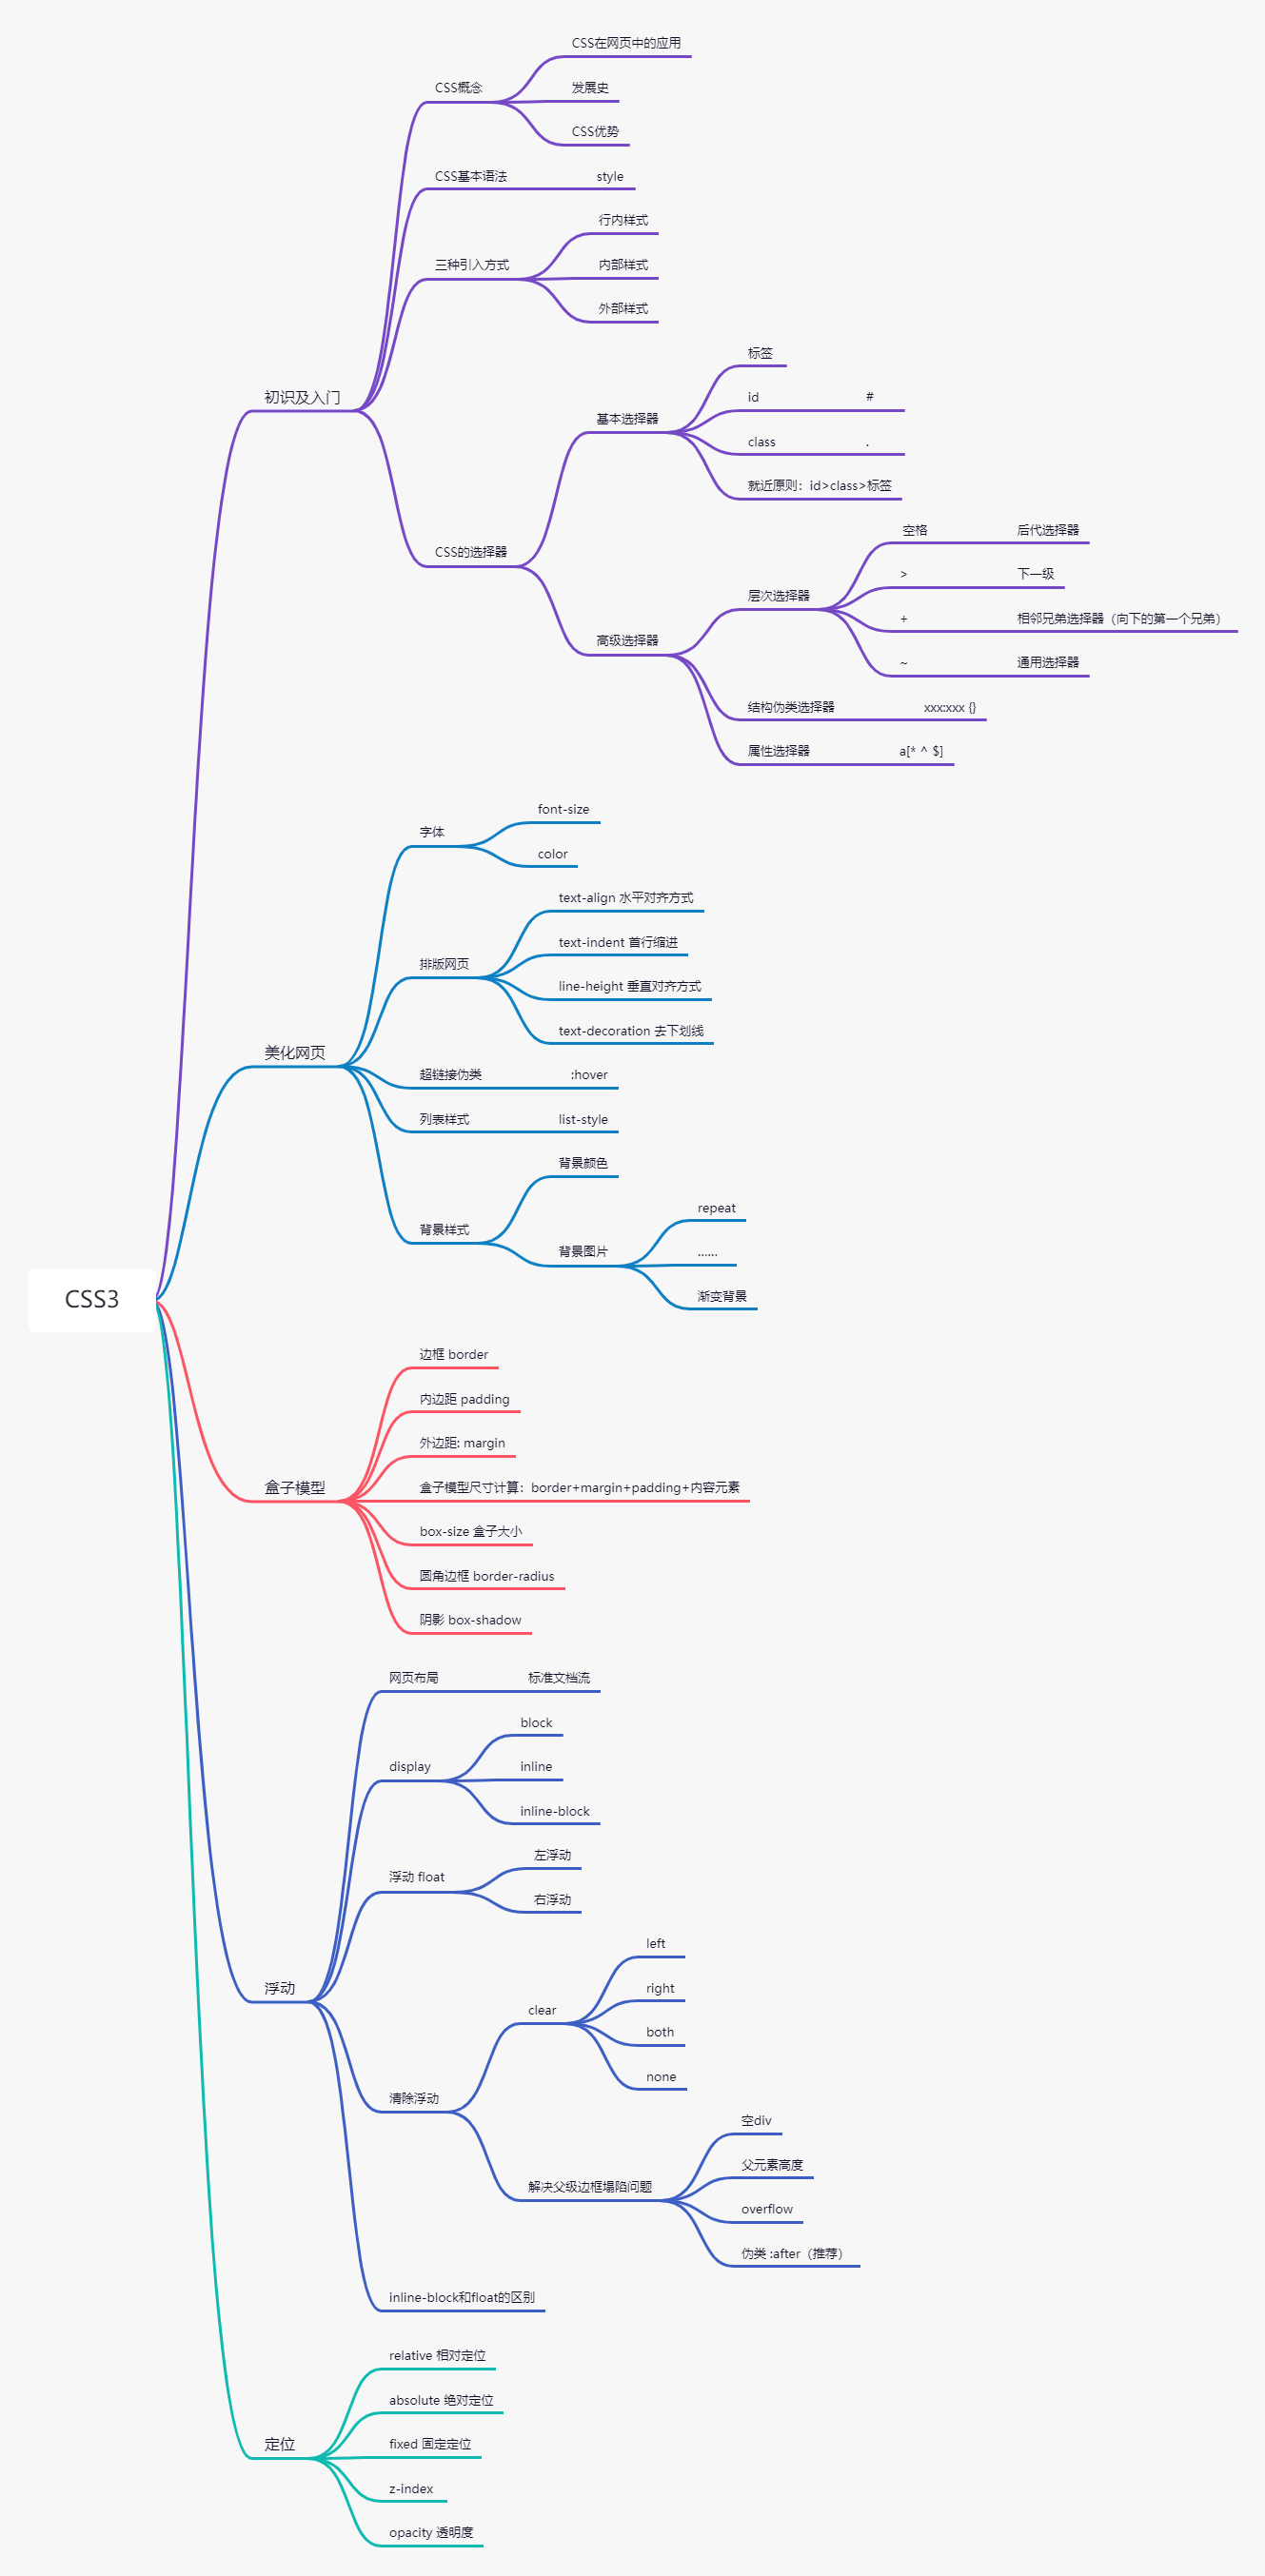 CSS在网页中的应用
CSS概念
发展史
CSS优势
CSS基本语法 style
行内样式
三种引入方式 内部样式
外部样式
标签
初识及入门 id #
基本选择器
class .
就近原则：id>class>标签
空格 后代选择器
CSS的选择器
> 下一级
层次选择器
+ 相邻兄弟选择器（向下的第一个兄弟）
高级选择器
~ 通用选择器
结构伪类选择器 xxx:xxx {}
属性选择器 a[* ^ $]
font-size
字体
color
text-align 水平对齐方式
text-indent 首行缩进
排版网页
line-height 垂直对齐方式
text-decoration 去下划线
美化网页
超链接伪类 :hover
列表样式 list-style
背景颜色
repeat
背景样式
背景图片 ……
渐变背景
CSS3
边框 border
内边距 padding
外边距: margin
盒子模型 盒子模型尺寸计算：border+margin+padding+内容元素
box-size 盒子大小
圆角边框 border-radius
阴影 box-shadow
网页布局 标准文档流
block
display inline
inline-block
左浮动
浮动 float
右浮动
left
浮动 right
clear
both
none
清除浮动
空div
父元素高度
解决父级边框塌陷问题
overflow
伪类 :after（推荐）
inline-block和float的区别
relative 相对定位
absolute 绝对定位
定位 fixed 固定定位
z-index
opacity 透明度